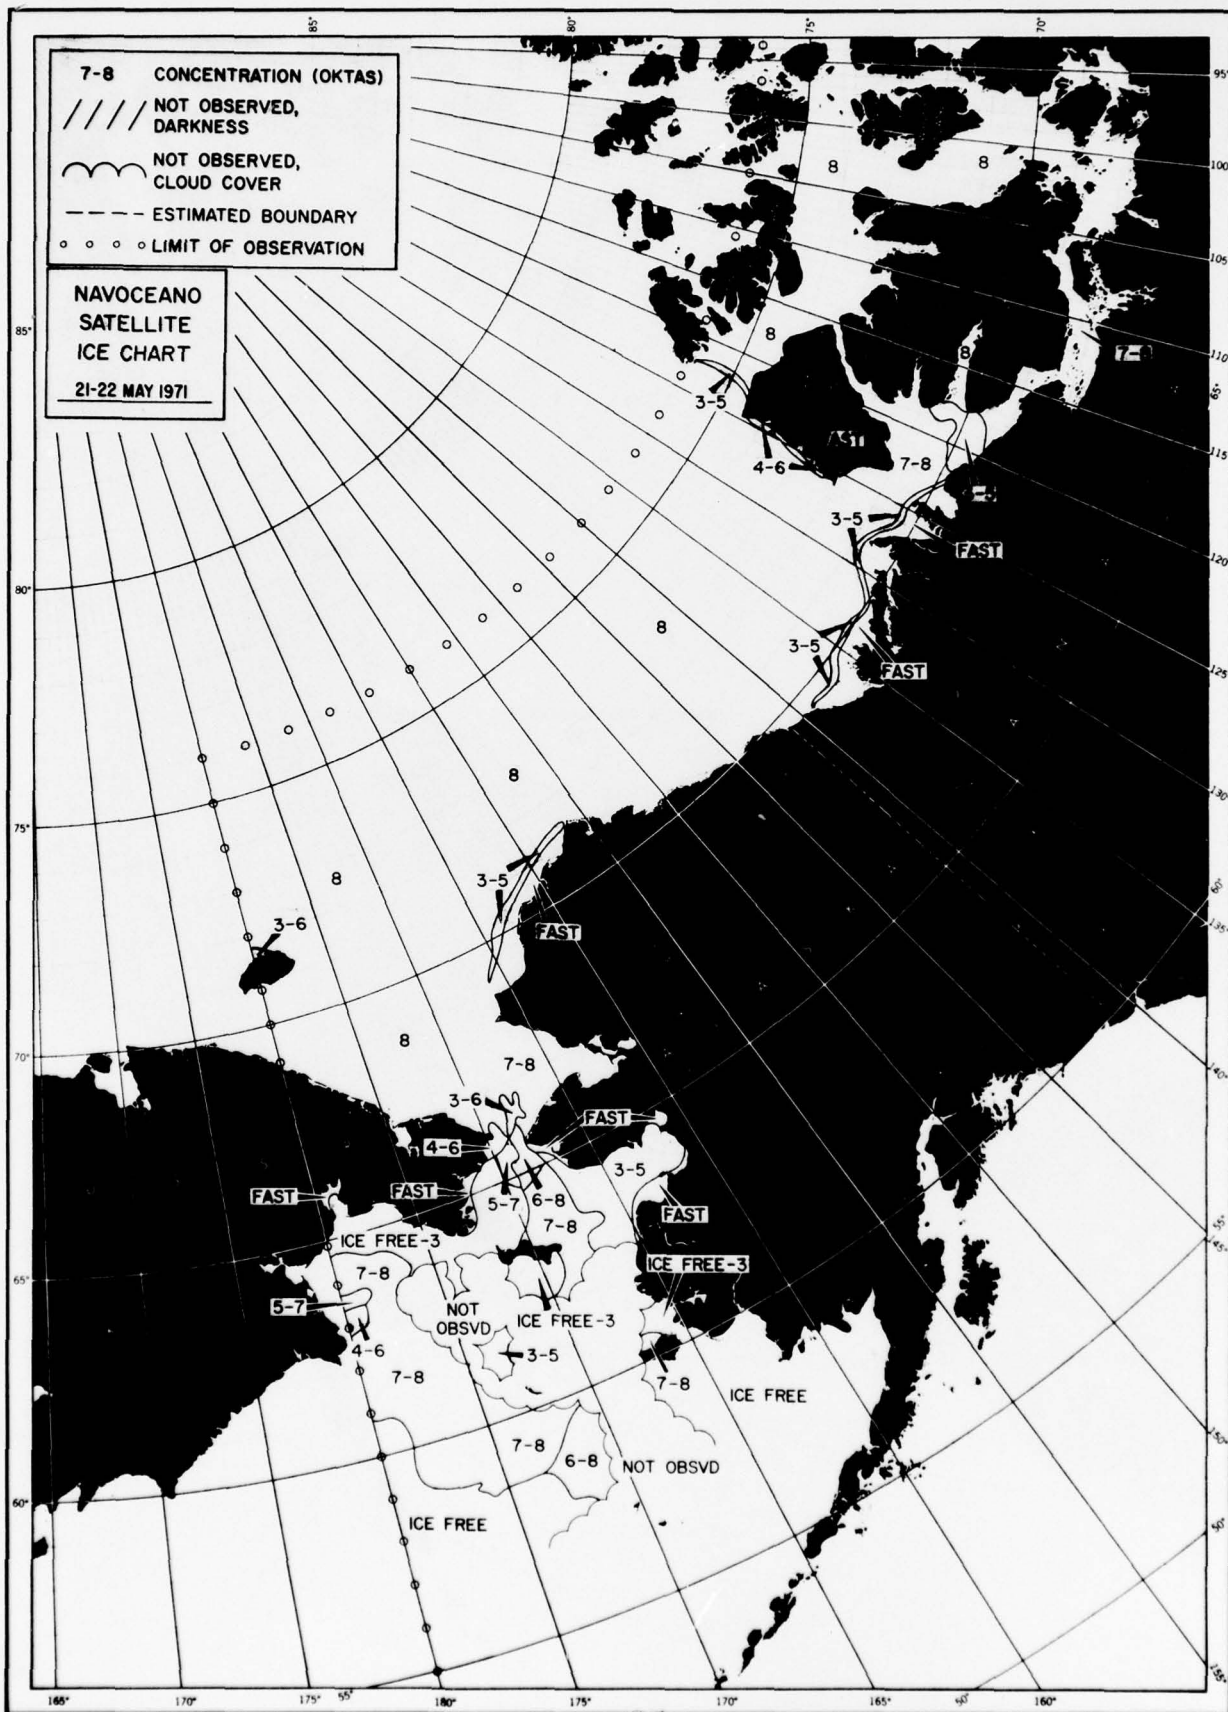 85°
80°
75°
70°
7-8 CONCENTRATION (OKTAS)
NOT OBSERVED,
DARKNESS
NOT OBSERVED,
CLOUD COVER
ESTIMATED BOUNDARY
LIMIT OF OBSERVATION
NAVOCEANO
SATELLITE
ICE CHART
21-22 MAY 1971
95°
100°
105°
110°
65°
115°
120°
125°
130°
60°
135°
140°
55°
145°
150°
50°
155°
85°
80°
75°
70°
65°
60°
8
8
8
8
3-5
4-6
7-8
3-5
FAST
8
3-5
FAST
8
3-5
FAST
8
3-6
8
7-8
3-6
FAST
4-6
3-5
FAST
FAST
5-7
6-8
FAST
7-8
ICE FREE-3
ICE FREE-3
7-8
5-7
NOT
OBSVD
ICE FREE-3
4-6
3-5
7-8
7-8
ICE FREE
7-8
6-8
NOT OBSVD
ICE FREE
165°
170°
55°
180°
175°
170°
165°
50°
160°